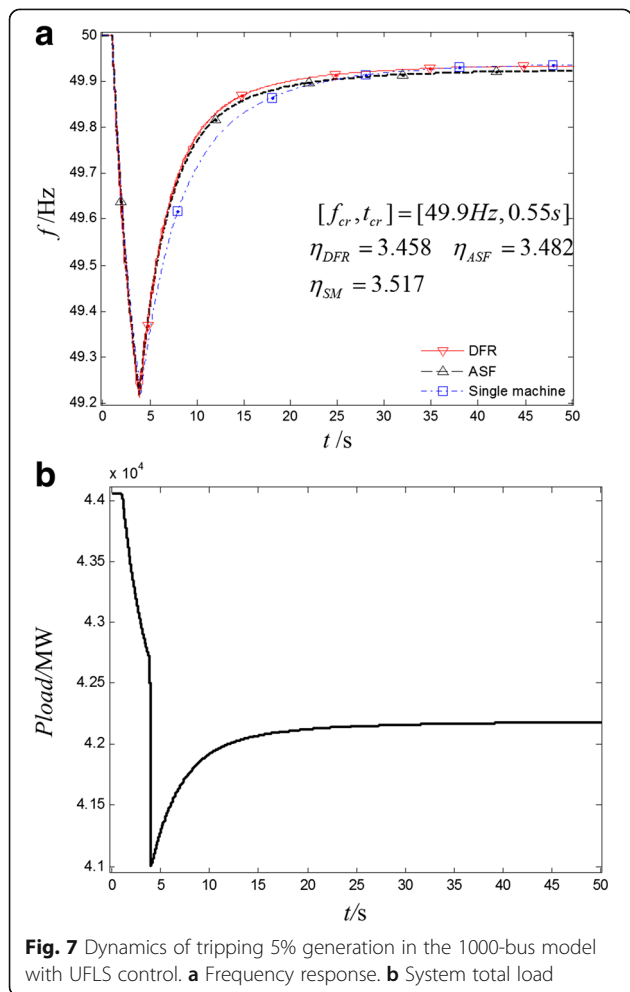 a
50
49.9
49.8
49.7
49.6
49.5
49.4
49.3
49.2
f /Hz
[f_cr, t_cr] = [49.9Hz, 0.55s]
η_DFR = 3.458 η_ASF = 3.482
η_SM = 3.517
DFR
ASF
Single machine
0 5 10 15 20 25 30 35 40 45 50
t /s
b
x 10^4
4.4
4.35
4.3
4.25
4.2
4.15
4.1
Pload/MW
0 5 10 15 20 25 30 35 40 45 50
t/s
Fig. 7 Dynamics of tripping 5% generation in the 1000-bus model
with UFLS control. a Frequency response. b System total load